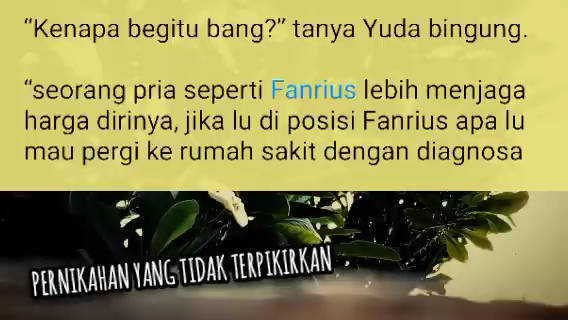 “Kenapa begitu bang?” tanya Yuda bingung.
“seorang pria seperti Fanrius lebih menjaga
harga dirinya, jika lu di posisi Fanrius apa lu
mau pergi ke rumah sakit dengan diagnosa
PERNIKAHAN YANG TIDAK TERPIKIRKAN